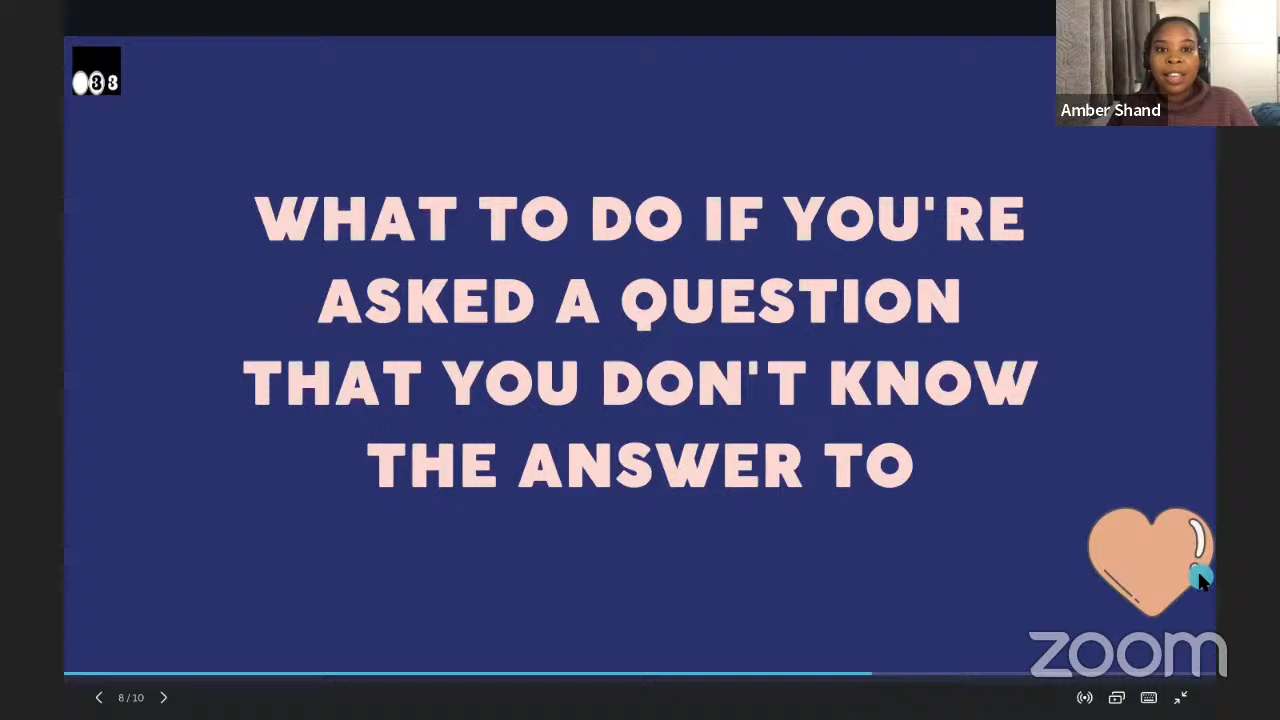 033
Amber Shand
WHAT TO DO IF YOU'RE
ASKED A QUESTION
THAT YOU DON'T KNOW
THE ANSWER TO
zoom
8 / 10